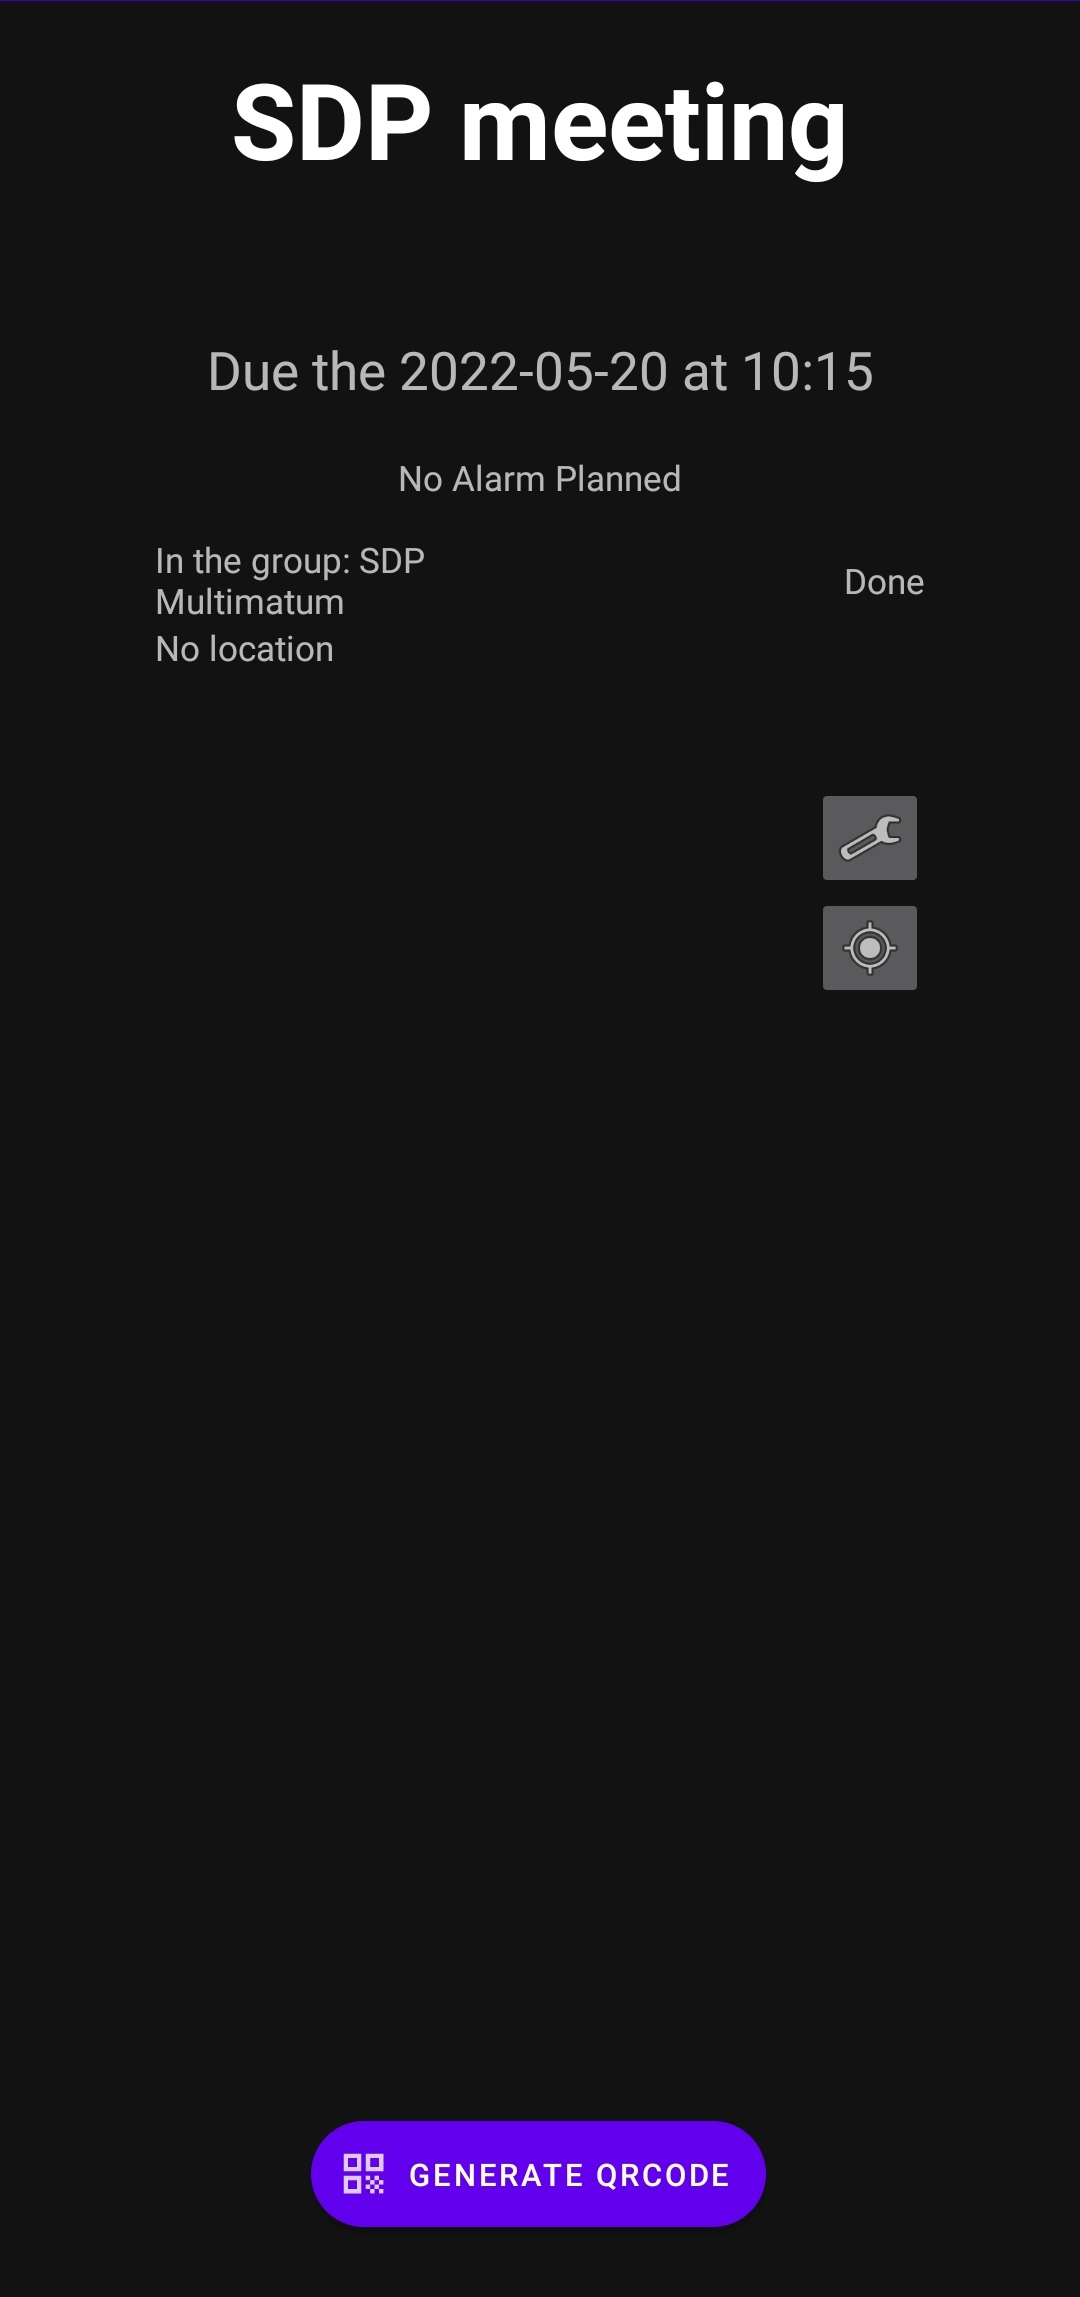 SDP meeting
Due the 2022-05-20 at 10:15
No Alarm Planned
In the group: SDP
Multimatum
Done
No location
GENERATE QRCODE